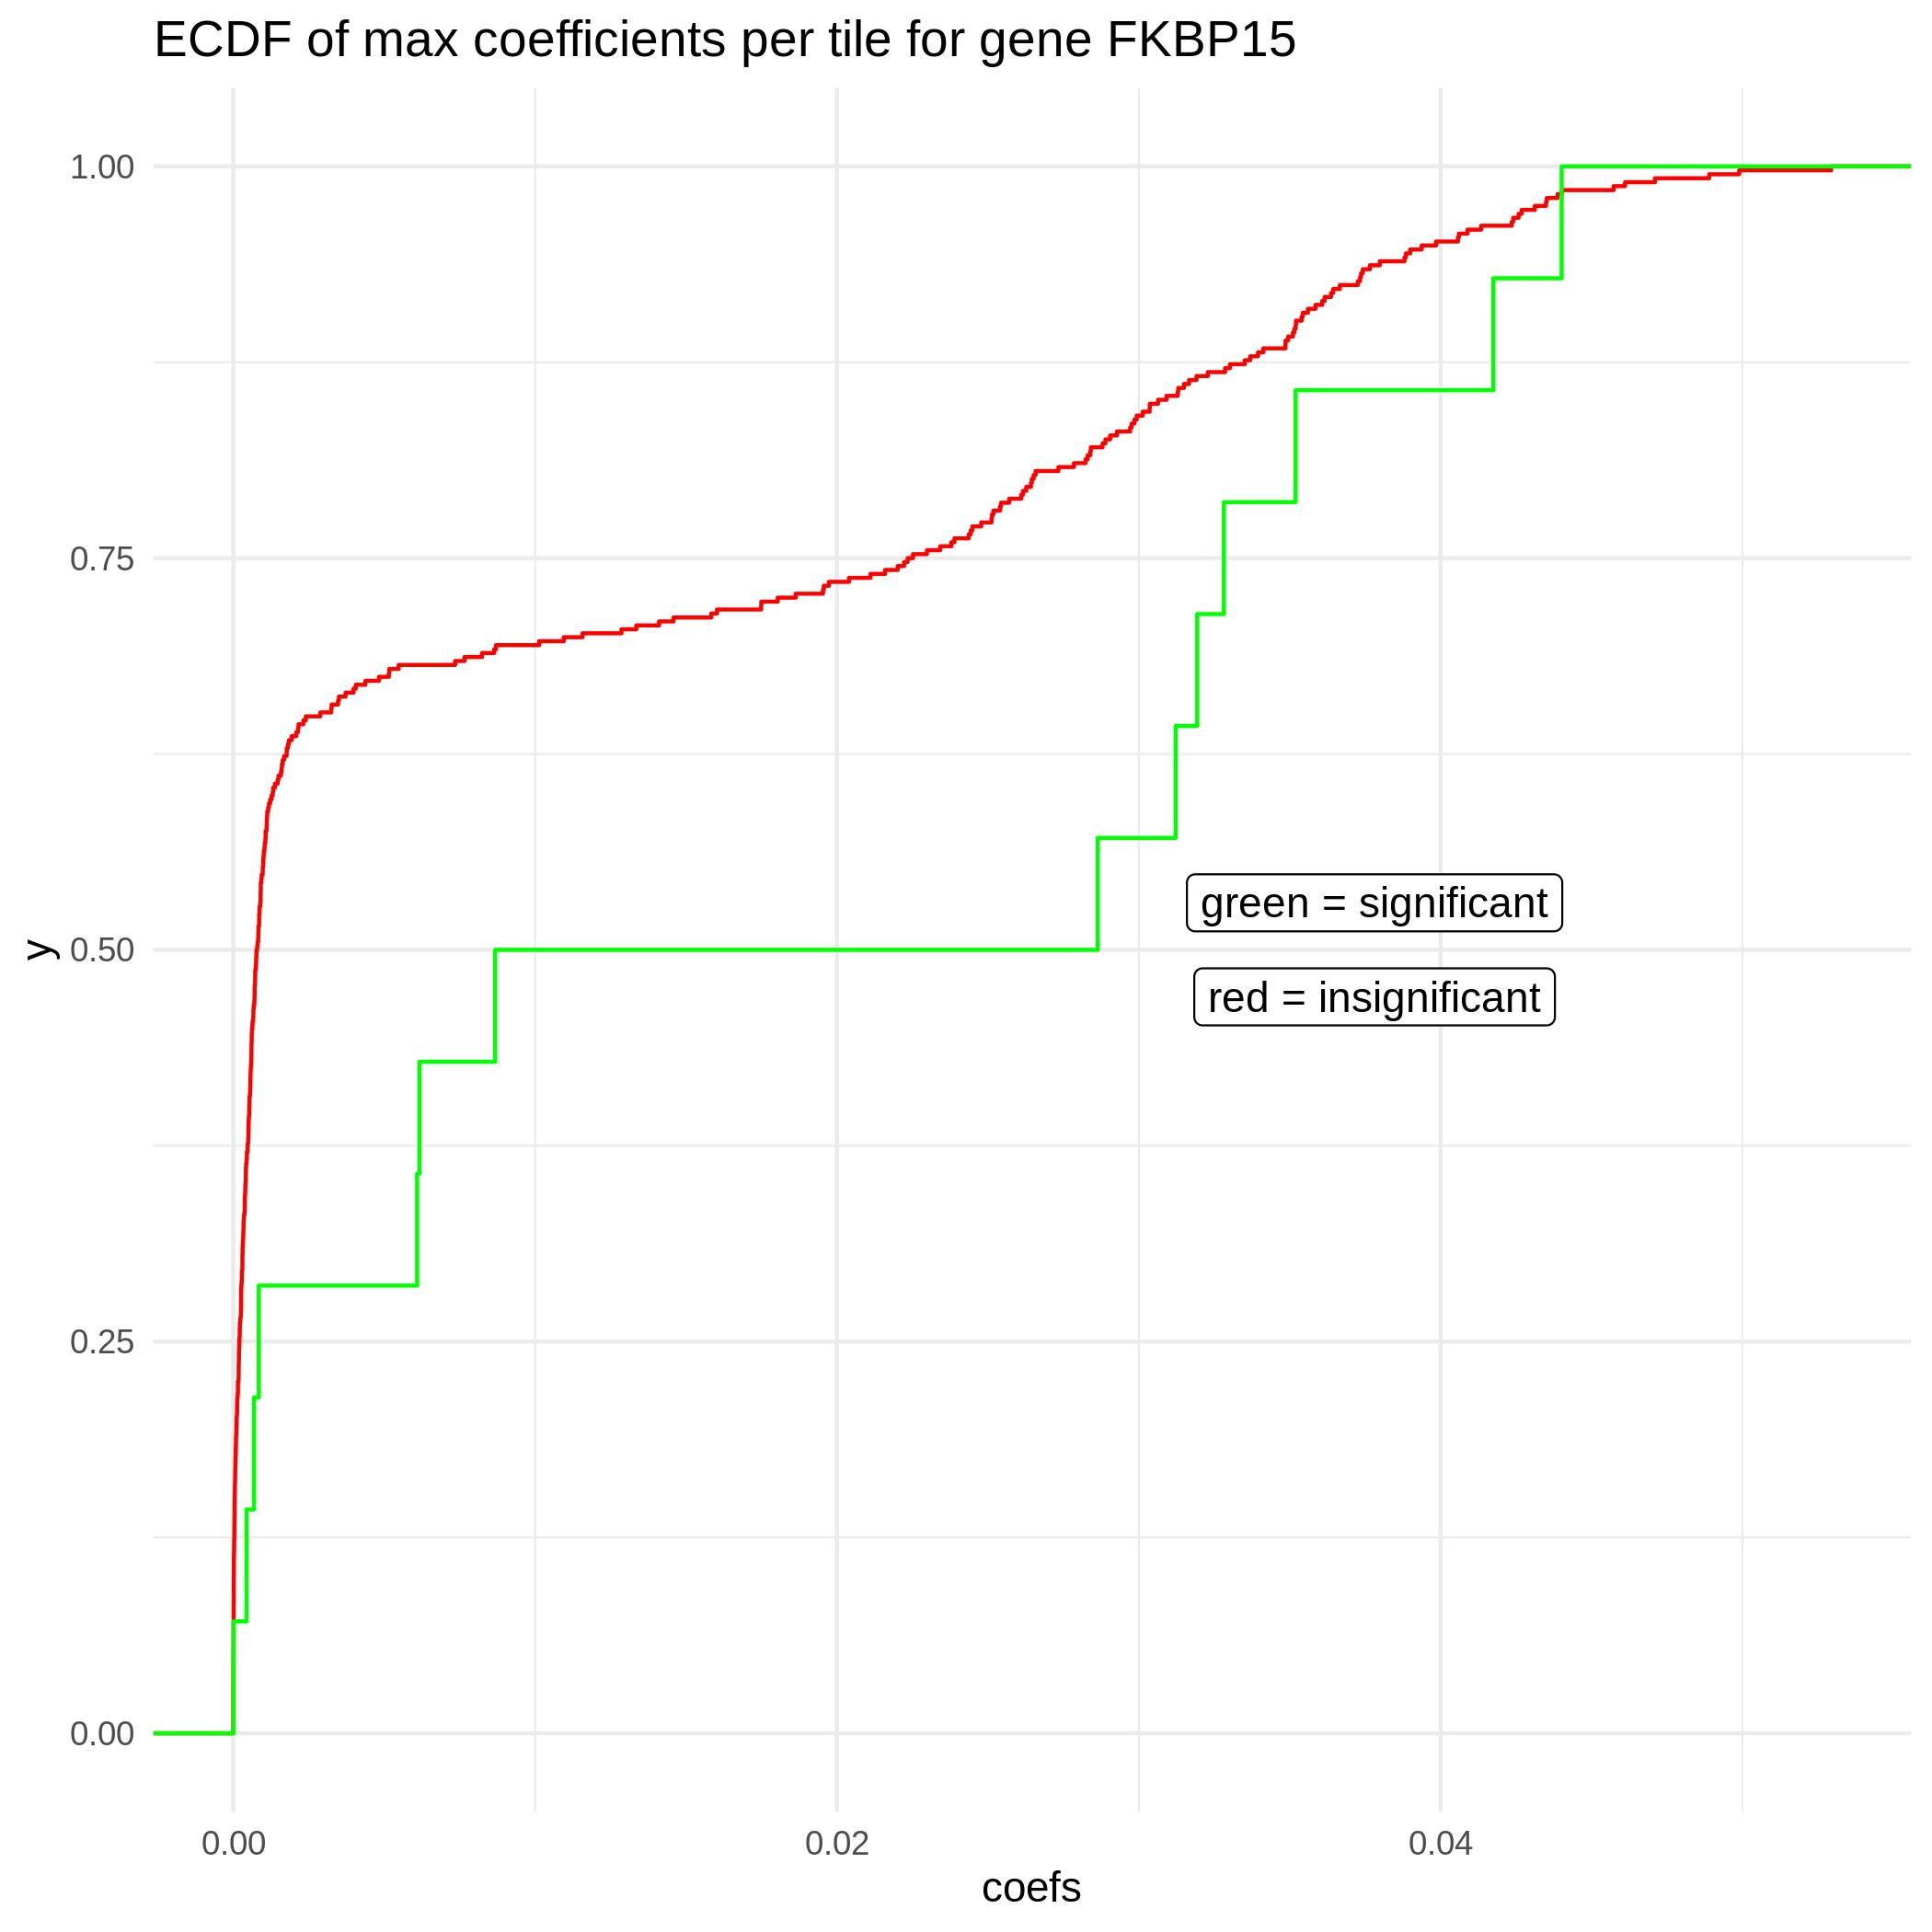 ECDF of max coefficients per tile for gene FKBP15
1.00
0.75
0.50
0.25
0.00
y
green = significant
red = insignificant
0.00
0.02
0.04
coefs